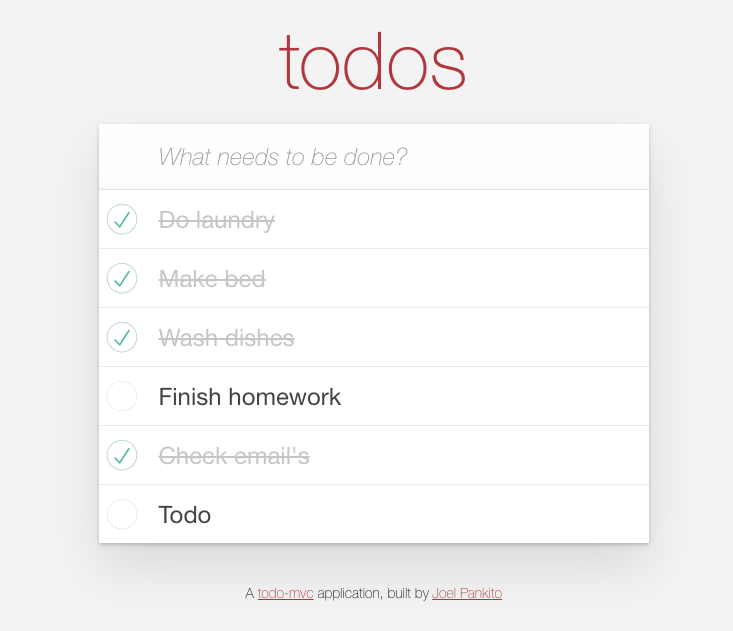 todos
What needs to be done?
Do laundry
Make bed
Wash dishes
Finish homework
Check email's
Todo
A todo-mvc application, built by Joel Pankito